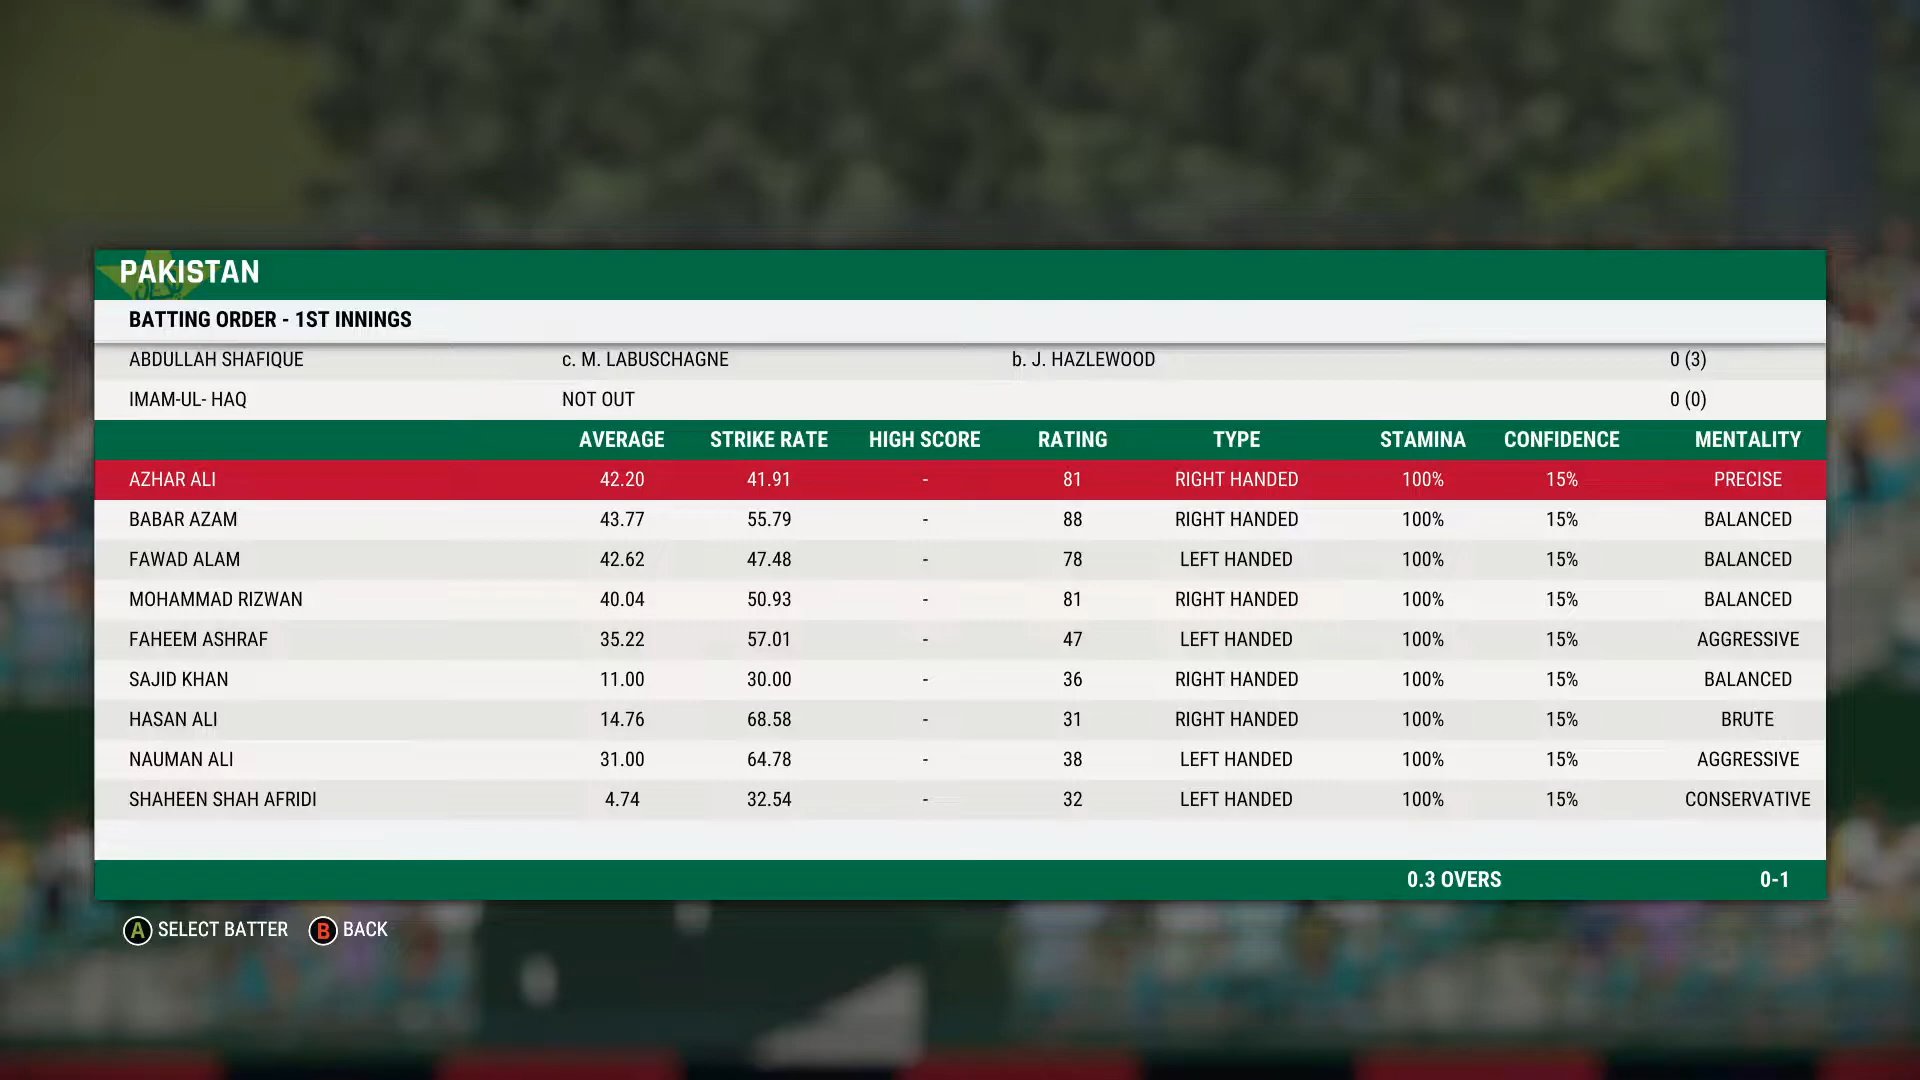 PAKISTAN
BATTING ORDER - 1ST INNINGS
ABDULLAH SHAFIQUE c. M. LABUSCHAGNE b. J. HAZLEWOOD 0 (3)
IMAM-UL- HAQ NOT OUT 0 (0)
AVERAGE STRIKE RATE HIGH SCORE RATING TYPE STAMINA CONFIDENCE MENTALITY
AZHAR ALI 42.20 41.91 - 81 RIGHT HANDED 100% 15% PRECISE
BABAR AZAM 43.77 55.79 - 88 RIGHT HANDED 100% 15% BALANCED
FAWAD ALAM 42.62 47.48 - 78 LEFT HANDED 100% 15% BALANCED
MOHAMMAD RIZWAN 40.04 50.93 - 81 RIGHT HANDED 100% 15% BALANCED
FAHEEM ASHRAF 35.22 57.01 - 47 LEFT HANDED 100% 15% AGGRESSIVE
SAJID KHAN 11.00 30.00 - 36 RIGHT HANDED 100% 15% BALANCED
HASAN ALI 14.76 68.58 - 31 RIGHT HANDED 100% 15% BRUTE
NAUMAN ALI 31.00 64.78 - 38 LEFT HANDED 100% 15% AGGRESSIVE
SHAHEEN SHAH AFRIDI 4.74 32.54 - 32 LEFT HANDED 100% 15% CONSERVATIVE
0.3 OVERS 0-1
A SELECT BATTER B BACK